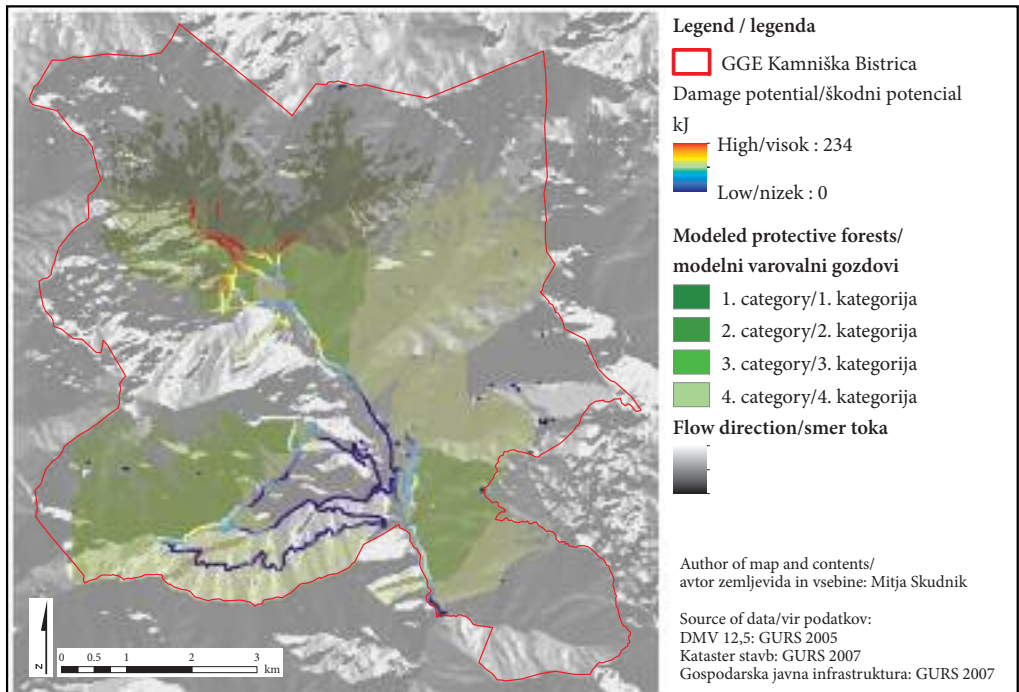 Legend / legenda
GGE Kamniška Bistrica
Damage potential/škodni potencial
kJ
High/visok : 234
Low/nizek : 0
Modeled protective forests/
modelni varovalni gozdovi
1. category/1. kategorija
2. category/2. kategorija
3. category/3. kategorija
4. category/4. kategorija
Flow direction/smer toka
Author of map and contents/
avtor zemljevida in vsebine: Mitja Skudnik
Source of data/vir podatkov:
DMV 12,5: GURS 2005
Kataster stavb: GURS 2007
Gospodarska javna infrastruktura: GURS 2007
N
0 0.5 1 2 3
km